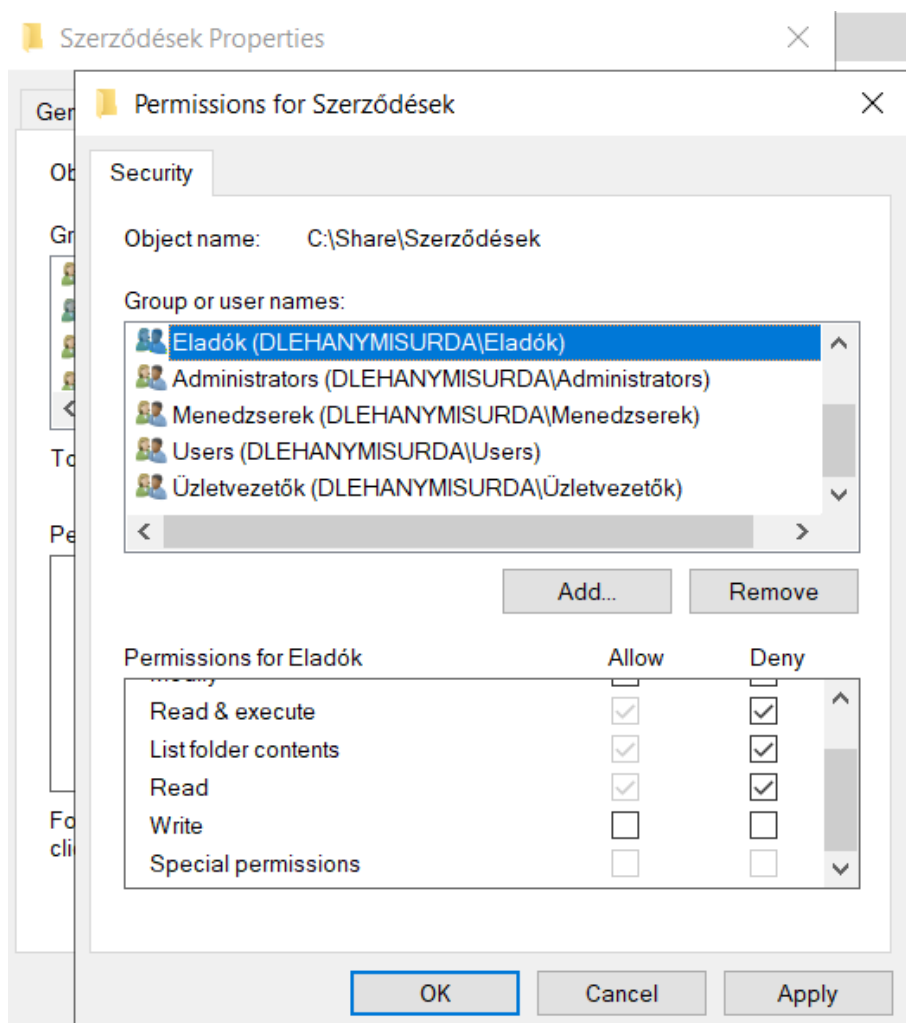 Szerződések Properties
Ger
Permissions for Szerződések
Ob
Security
Gr
Object name: C:\Share\Szerződések
Group or user names:
Eladók (DLEHANYMISURDA\Eladók)
Administrators (DLEHANYMISURDA\Administrators)
Menedzserek (DLEHANYMISURDA\Menedzserek)
Users (DLEHANYMISURDA\Users)
Üzletvezetők (DLEHANYMISURDA\Üzletvezetők)
To
Pe
Add... Remove
Permissions for Eladók Allow Deny
Modify
Read & execute
List folder contents
Read
Write
Special permissions
Fo
cli
OK Cancel Apply